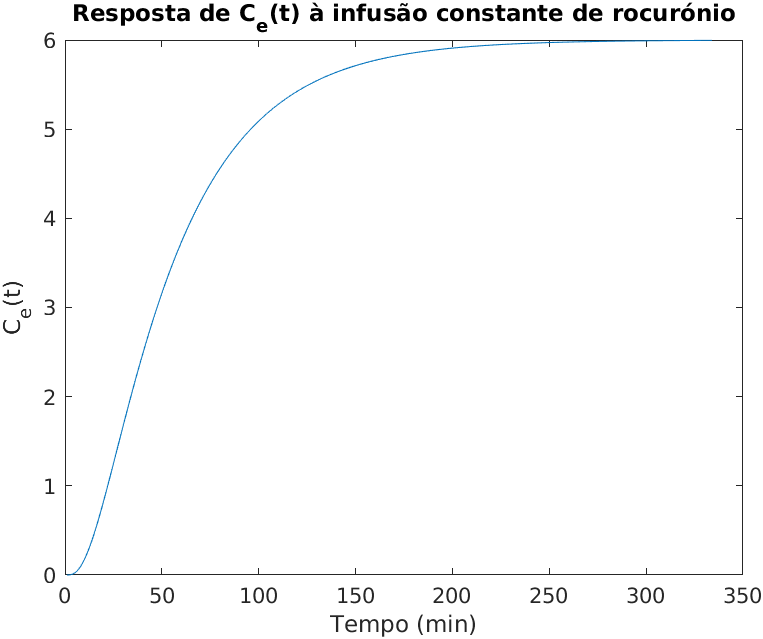 Resposta de Ce(t) à infusão constante de rocurónio
6
5
4
3
2
1
0
Ce(t)
0 50 100 150 200 250 300 350
Tempo (min)